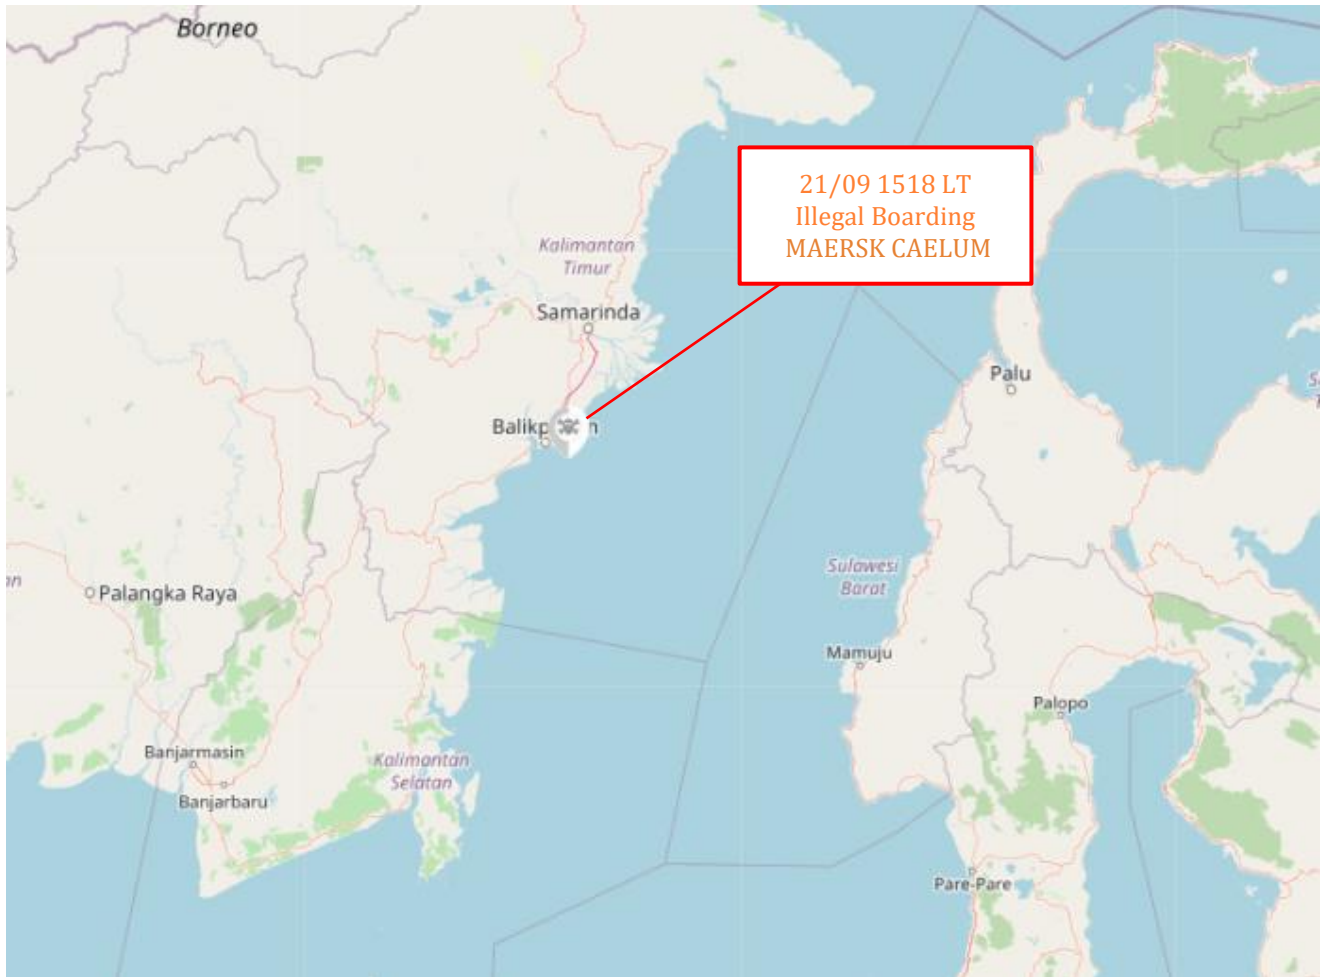 Borneo
21/09 1518 LT
Illegal Boarding
MAERSK CAELUM
Kalimantan
Timur
Samarinda
Palu
Sulawesi
Barat
Palangka Raya
Mamuju
Palopo
Banjarmasin
Kalimantan
Selatan
Banjarbaru
Pare-Pare